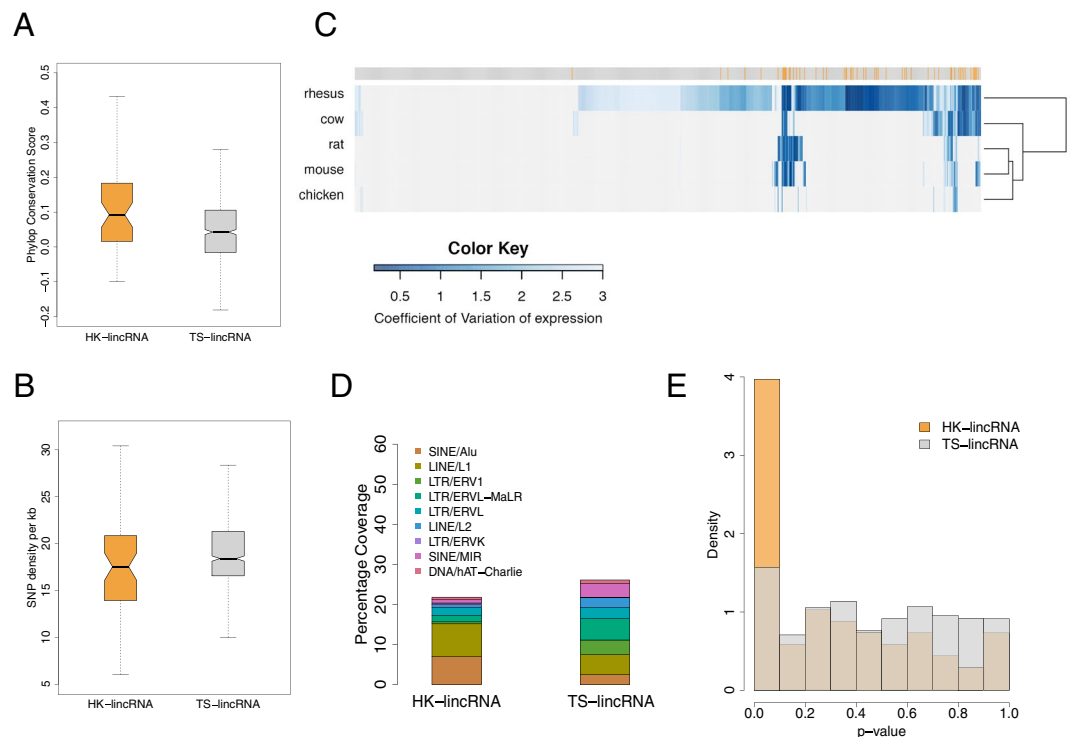 A
Phylop Conservation Score
0.5
0.4
0.3
0.2
0.1
0.0
−0.1
−0.2
HK−lincRNA TS−lincRNA
C
rhesus
cow
rat
mouse
chicken
Color Key
0.5 1 1.5 2 2.5 3
Coefficient of Variation of expression
B
SNP density per kb
30
25
20
15
10
5
HK−lincRNA TS−lincRNA
D
Percentage Coverage
60
50
40
30
20
10
0
SINE/Alu
LINE/L1
LTR/ERV1
LTR/ERVL−MaLR
LTR/ERVL
LINE/L2
LTR/ERVK
SINE/MIR
DNA/hAT−Charlie
HK−lincRNA TS−lincRNA
E
Density
4
3
2
1
0
HK−lincRNA
TS−lincRNA
0.0 0.2 0.4 0.6 0.8 1.0
p−value